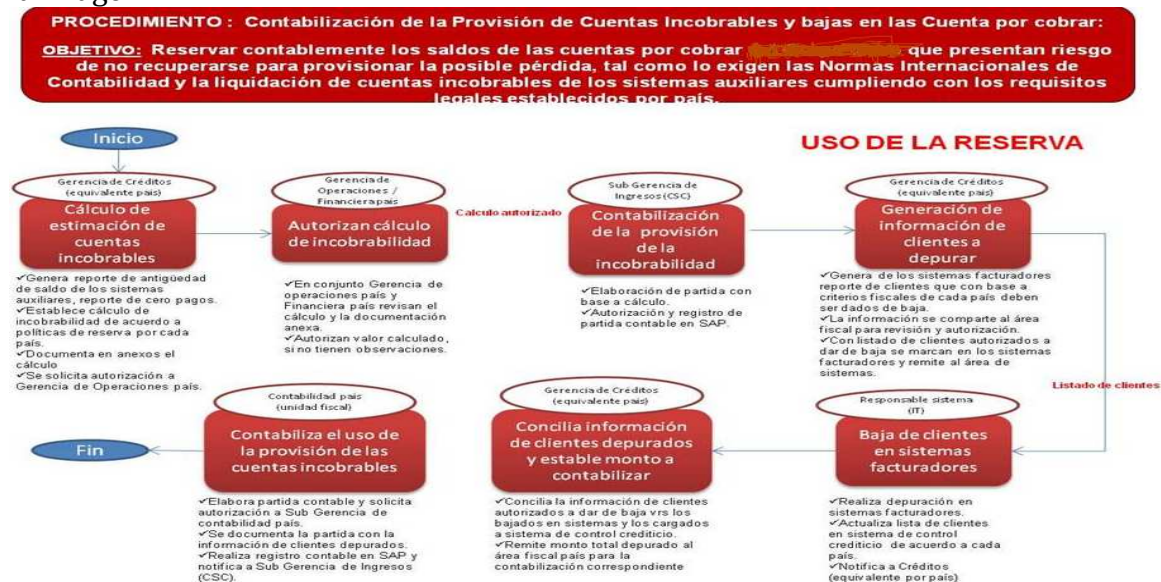 PROCEDIMIENTO : Contabilización de la Provisión de Cuentas Incobrables y bajas en las Cuenta por cobrar:
OBJETIVO: Reservar contablemente los saldos de las cuentas por cobrar que presentan riesgo
de no recuperarse para provisionar la posible pérdida, tal como lo exigen las Normas Internacionales de
Contabilidad y la liquidación de cuentas incobrables de los sistemas auxiliares cumpliendo con los requisitos
legales establecidos por país.
Inicio
USO DE LA RESERVA
Gerencia de Créditos
(equivalente país)
Cálculo de
estimación de
cuentas
incobrables
✓Genera reporte de antigüedad
de saldo de los sistemas
auxiliares, reporte de cero pagos.
✓Establece cálculo de
incobrabilidad de acuerdo a
políticas de reserva por cada
país.
✓Documenta en anexos el
cálculo
✓Se solicita autorización a
Gerencia de Operaciones país.
Gerencia de
Operaciones /
Financiera país
Autorizan cálculo
de incobrabilidad
✓En conjunto Gerencia de
operaciones país y
Financiera país revisan el
cálculo y la documentación
anexa.
✓Autorizan valor calculado,
si no tienen observaciones.
Calculo autorizado
Sub Gerencia de
Ingresos (CSC)
Contabilización
de la provisión
de la
incobrabilidad
✓Elaboración de partida con
base a cálculo.
✓Autorización y registro de
partida contable en SAP.
Gerencia de Créditos
(equivalente país)
Generación de
información de
clientes a
depurar
✓Genera de los sistemas facturadores
reporte de clientes que con base a
criterios fiscales de cada país deben
ser dados de baja.
✓La información se comparte al área
fiscal para revisión y autorización.
✓Con listado de clientes autorizados a
dar de baja se marcan en los sistemas
facturadores y remite al área de
sistemas.
Listado de clientes
Responsable sistema
(IT)
Baja de clientes
en sistemas
facturadores
✓Realiza depuración en
sistemas facturadores.
✓Actualiza lista de clientes
en sistema de control
crediticio de acuerdo a cada
país.
✓Notifica a Créditos
(equivalente por país)
Gerencia de Créditos
(equivalente país)
Concilia información
de clientes depurados
y estable monto a
contabilizar
✓Concilia la información de clientes
autorizados a dar de baja vrs los
bajados en sistemas y los cargados
a sistema de control crediticio.
✓Remite monto total depurado al
área fiscal país para la
contabilización correspondiente
Contabilidad país
(unidad fiscal)
Contabiliza el uso de
la provisión de las
cuentas incobrables
✓Elabora partida contable y solicita
autorización a Sub Gerencia de
contabilidad país.
✓Se documenta la partida con la
información de clientes depurados.
✓Realiza registro contable en SAP y
notifica a Sub Gerencia de Ingresos
(CSC).
Fin